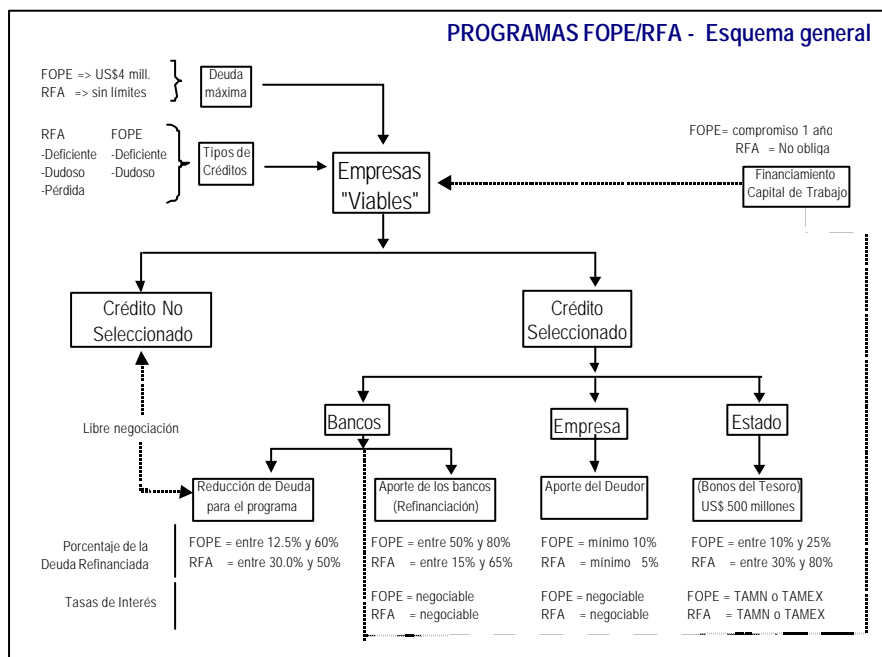 PROGRAMAS FOPE/RFA - Esquema general
FOPE => US$4 mill.
RFA => sin límites
Deuda
máxima
RFA FOPE
-Deficiente -Deficiente
-Dudoso -Dudoso
-Pérdida
Tipos de
Créditos
Empresas
"Viables"
FOPE= compromiso 1 año
RFA = No obliga
Financiamiento
Capital de Trabajo
Crédito No
Seleccionado
Crédito
Seleccionado
Libre negociación
Bancos
Empresa
Estado
Reducción de Deuda
para el programa
Aporte de los bancos
(Refinanciación)
Aporte del Deudor
(Bonos del Tesoro)
US$ 500 millones
Porcentaje de la
Deuda Refinanciada
FOPE = entre 12.5% y 60%
RFA = entre 30.0% y 50%
FOPE = entre 50% y 80%
RFA = entre 15% y 65%
FOPE = mínimo 10%
RFA = mínimo 5%
FOPE = entre 10% y 25%
RFA = entre 30% y 80%
Tasas de Interés
FOPE = negociable
RFA = negociable
FOPE = negociable
RFA = negociable
FOPE = TAMN o TAMEX
RFA = TAMN o TAMEX